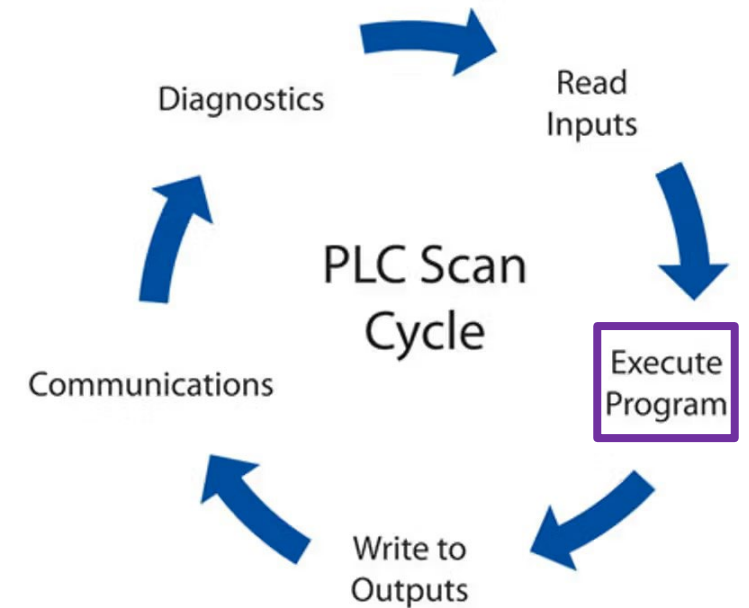 Diagnostics
Read
Inputs
PLC Scan
Cycle
Execute
Program
Communications
Write to
Outputs